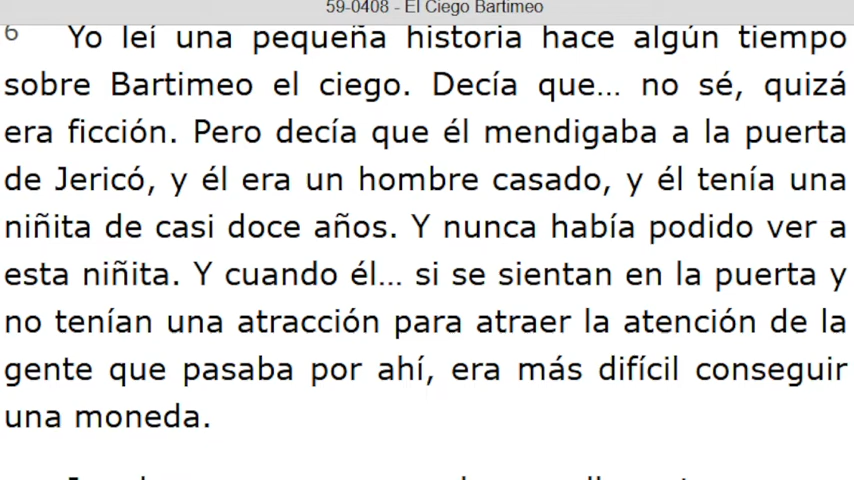 59-0408 - El Ciego Bartimeo
6 Yo leí una pequeña historia hace algún tiempo
sobre Bartimeo el ciego. Decía que… no sé, quizá
era ficción. Pero decía que él mendigaba a la puerta
de Jericó, y él era un hombre casado, y él tenía una
niñita de casi doce años. Y nunca había podido ver a
esta niñita. Y cuando él… si se sientan en la puerta y
no tenían una atracción para atraer la atención de la
gente que pasaba por ahí, era más difícil conseguir
una moneda.